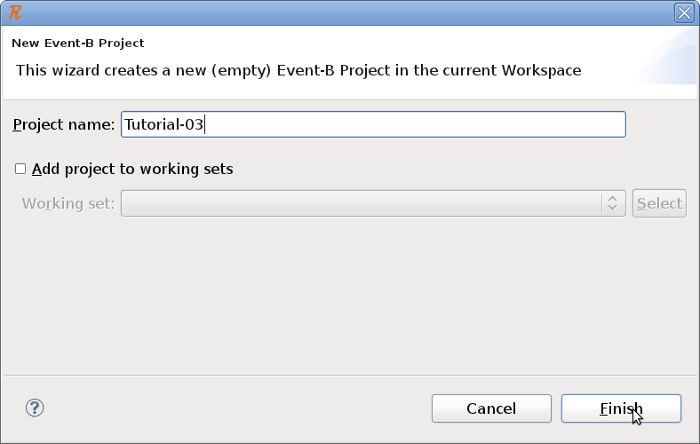 New Event-B Project
This wizard creates a new (empty) Event-B Project in the current Workspace
Project name: Tutorial-03
Add project to working sets
Working set: Select
Cancel Finish